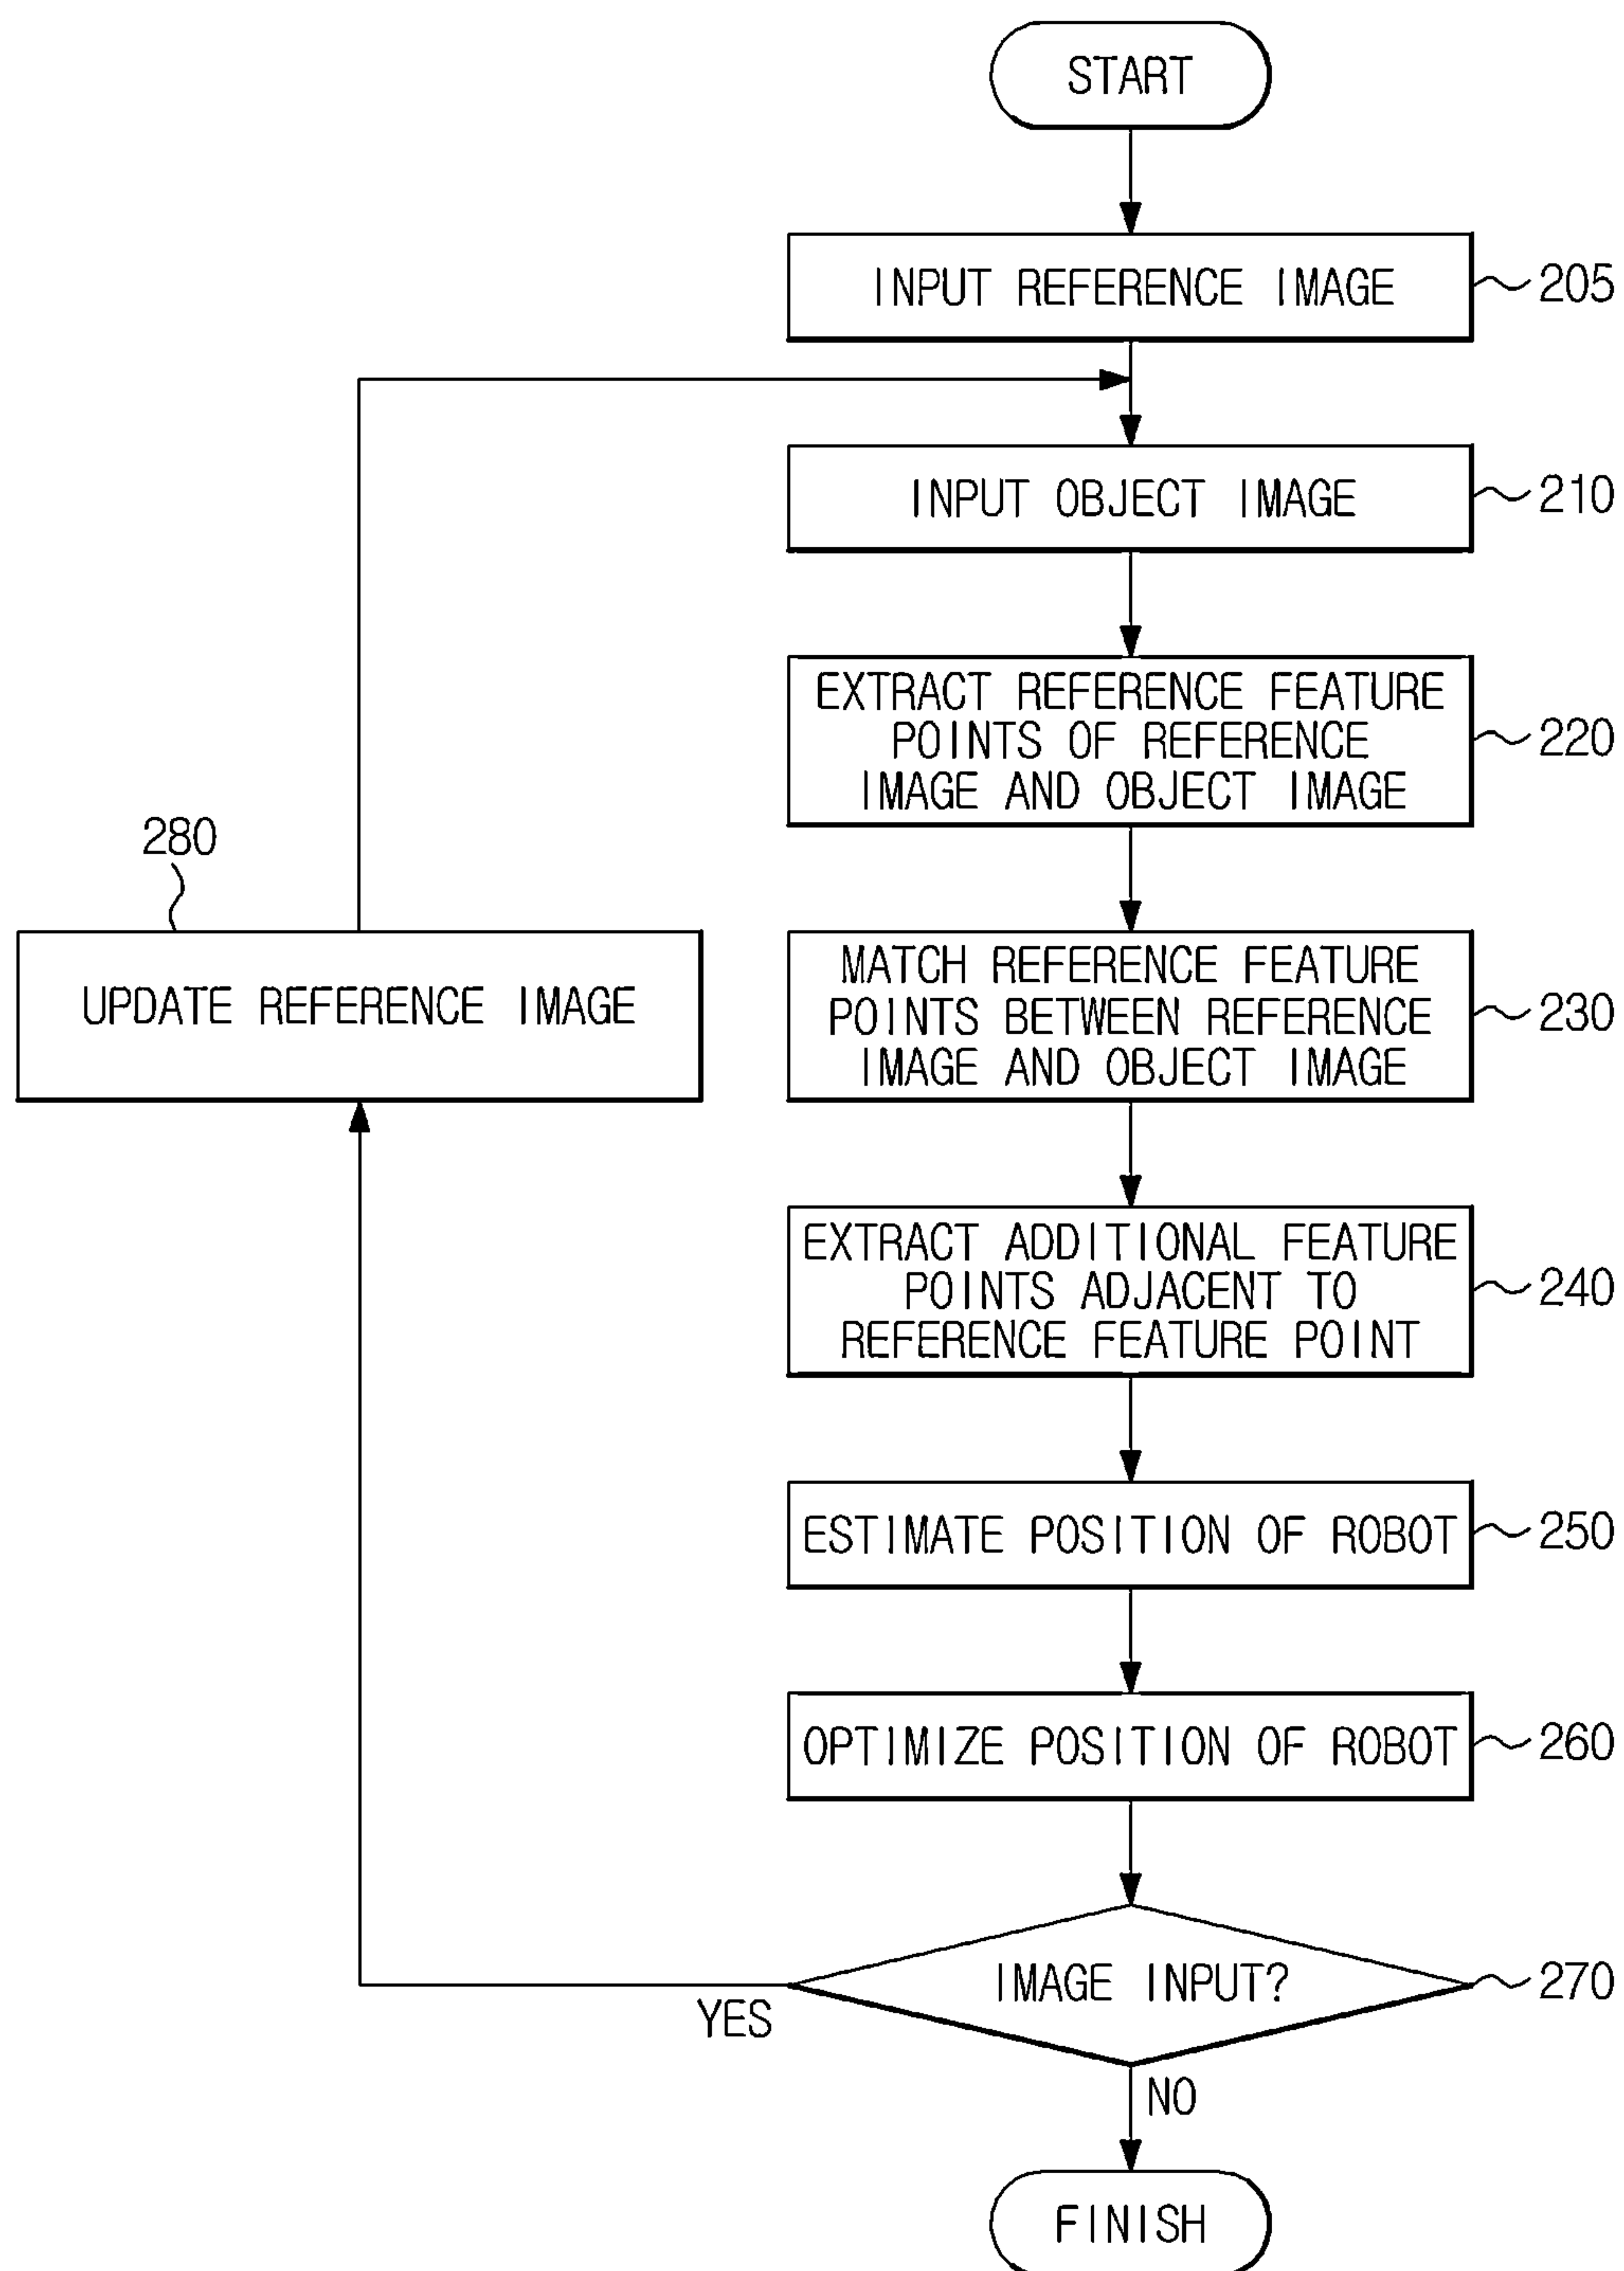 START
INPUT REFERENCE IMAGE
205
INPUT OBJECT IMAGE
210
EXTRACT REFERENCE FEATURE
POINTS OF REFERENCE
IMAGE AND OBJECT IMAGE
220
280
UPDATE REFERENCE IMAGE
MATCH REFERENCE FEATURE
POINTS BETWEEN REFERENCE
IMAGE AND OBJECT IMAGE
230
EXTRACT ADDITIONAL FEATURE
POINTS ADJACENT TO
REFERENCE FEATURE POINT
240
ESTIMATE POSITION OF ROBOT
250
OPTIMIZE POSITION OF ROBOT
260
IMAGE INPUT?
270
YES
NO
FINISH